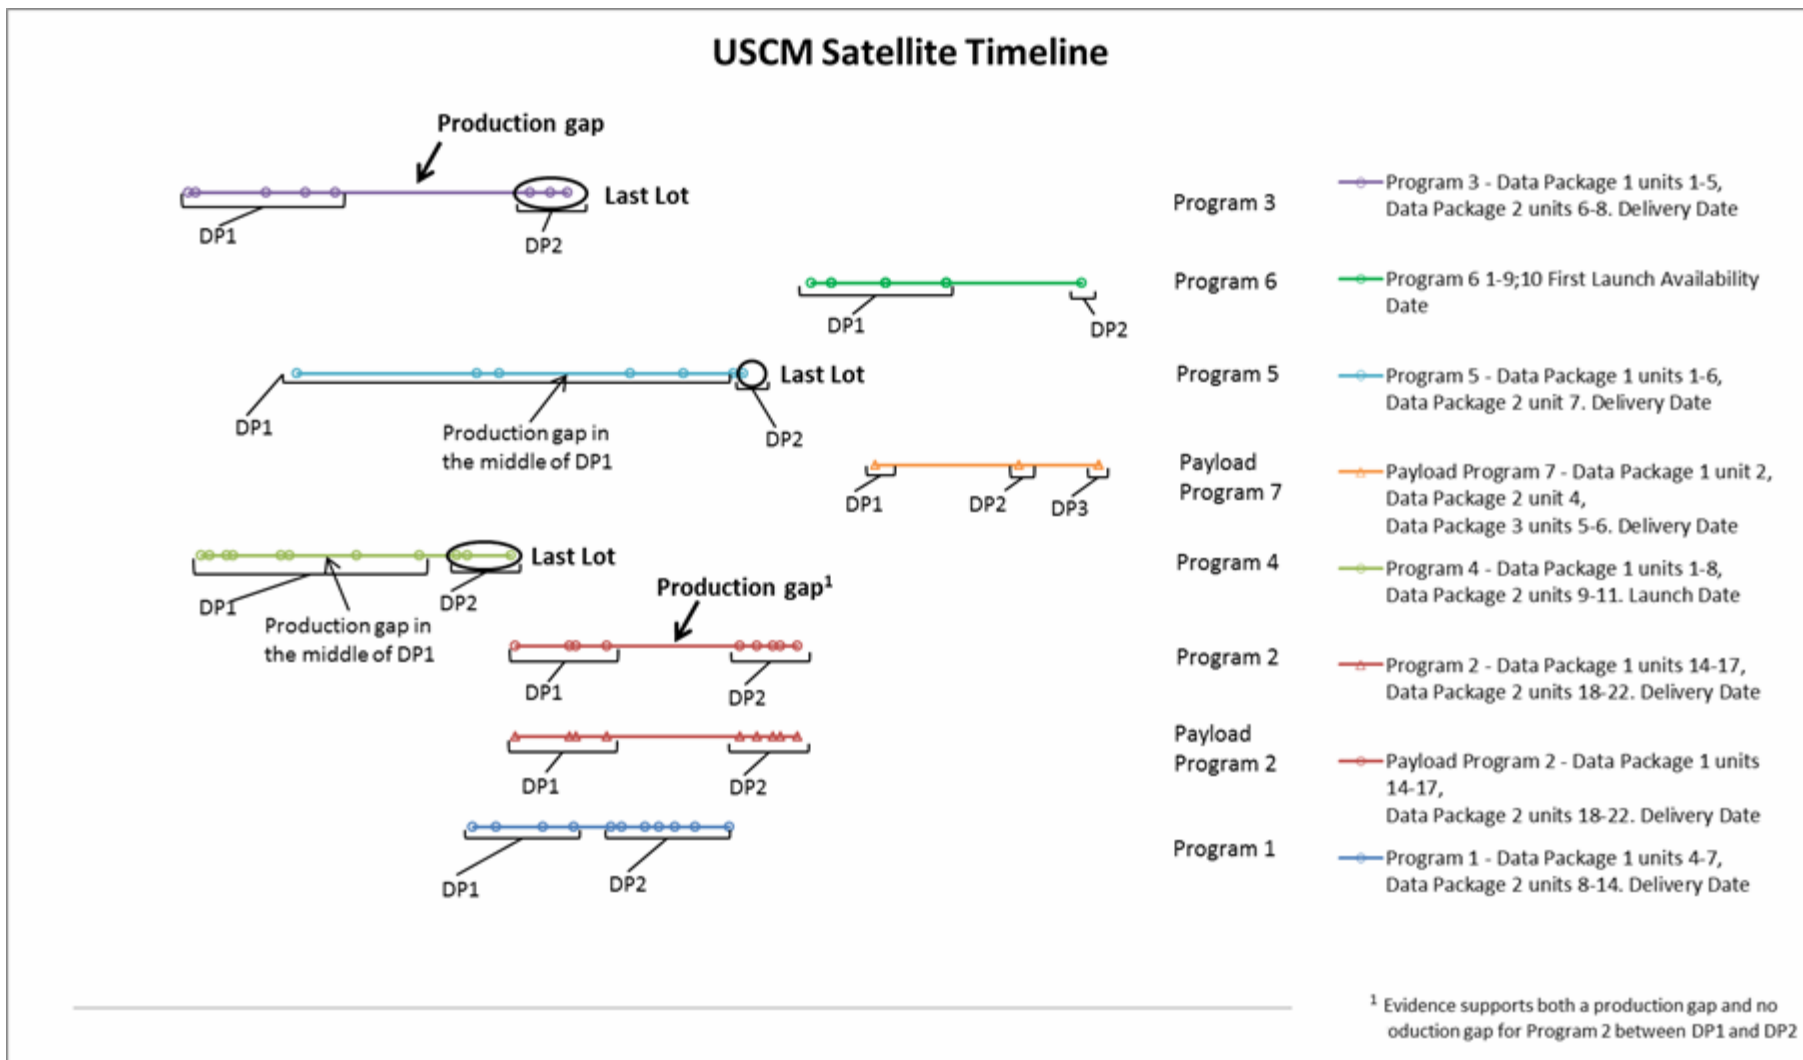 USCM Satellite Timeline
Production gap
Last Lot
DP1
DP2
Program 3
Program 3 - Data Package 1 units 1-5,
Data Package 2 units 6-8. Delivery Date
DP1
DP2
Program 6
Program 6 1-9;10 First Launch Availability
Date
Last Lot
DP1
Production gap in
the middle of DP1
DP2
Program 5
Program 5 - Data Package 1 units 1-6,
Data Package 2 unit 7. Delivery Date
DP1
DP2
DP3
Payload
Program 7
Payload Program 7 - Data Package 1 unit 2,
Data Package 2 unit 4,
Data Package 3 units 5-6. Delivery Date
Last Lot
DP1
DP2
Production gap in
the middle of DP1
Program 4
Program 4 - Data Package 1 units 1-8,
Data Package 2 units 9-11. Launch Date
Production gap¹
DP1
DP2
Program 2
Program 2 - Data Package 1 units 14-17,
Data Package 2 units 18-22. Delivery Date
DP1
DP2
Payload
Program 2
Payload Program 2 - Data Package 1 units
14-17,
Data Package 2 units 18-22. Delivery Date
DP1
DP2
Program 1
Program 1 - Data Package 1 units 4-7,
Data Package 2 units 8-14. Delivery Date
¹ Evidence supports both a production gap and no
oduction gap for Program 2 between DP1 and DP2